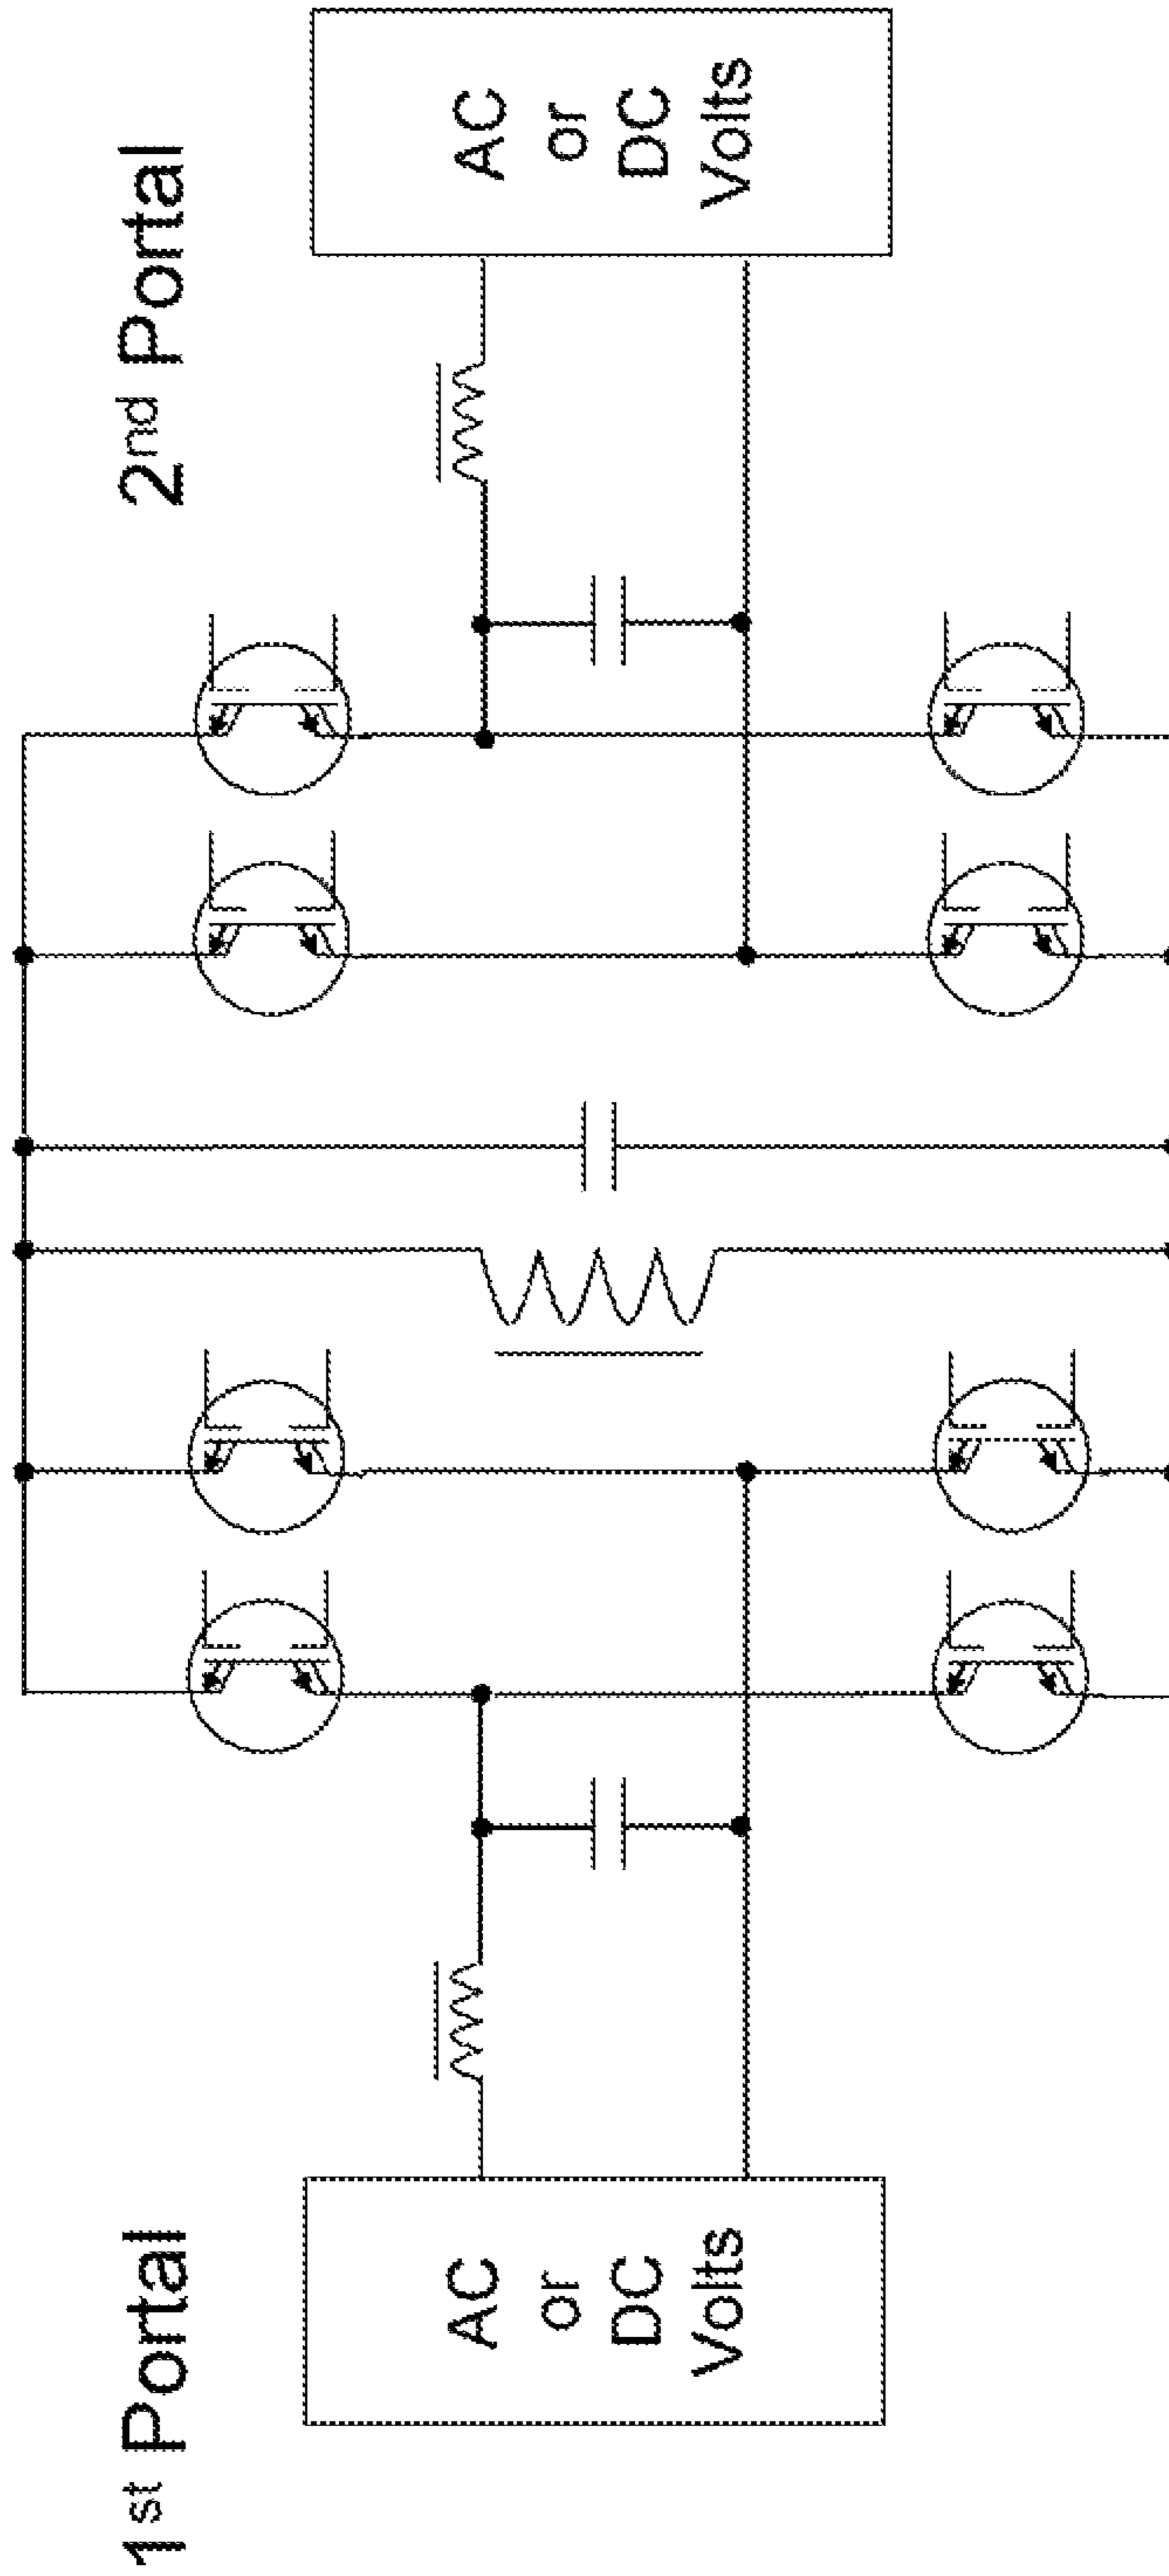 1st Portal
AC
or
DC
Volts
2nd Portal
AC
or
DC
Volts